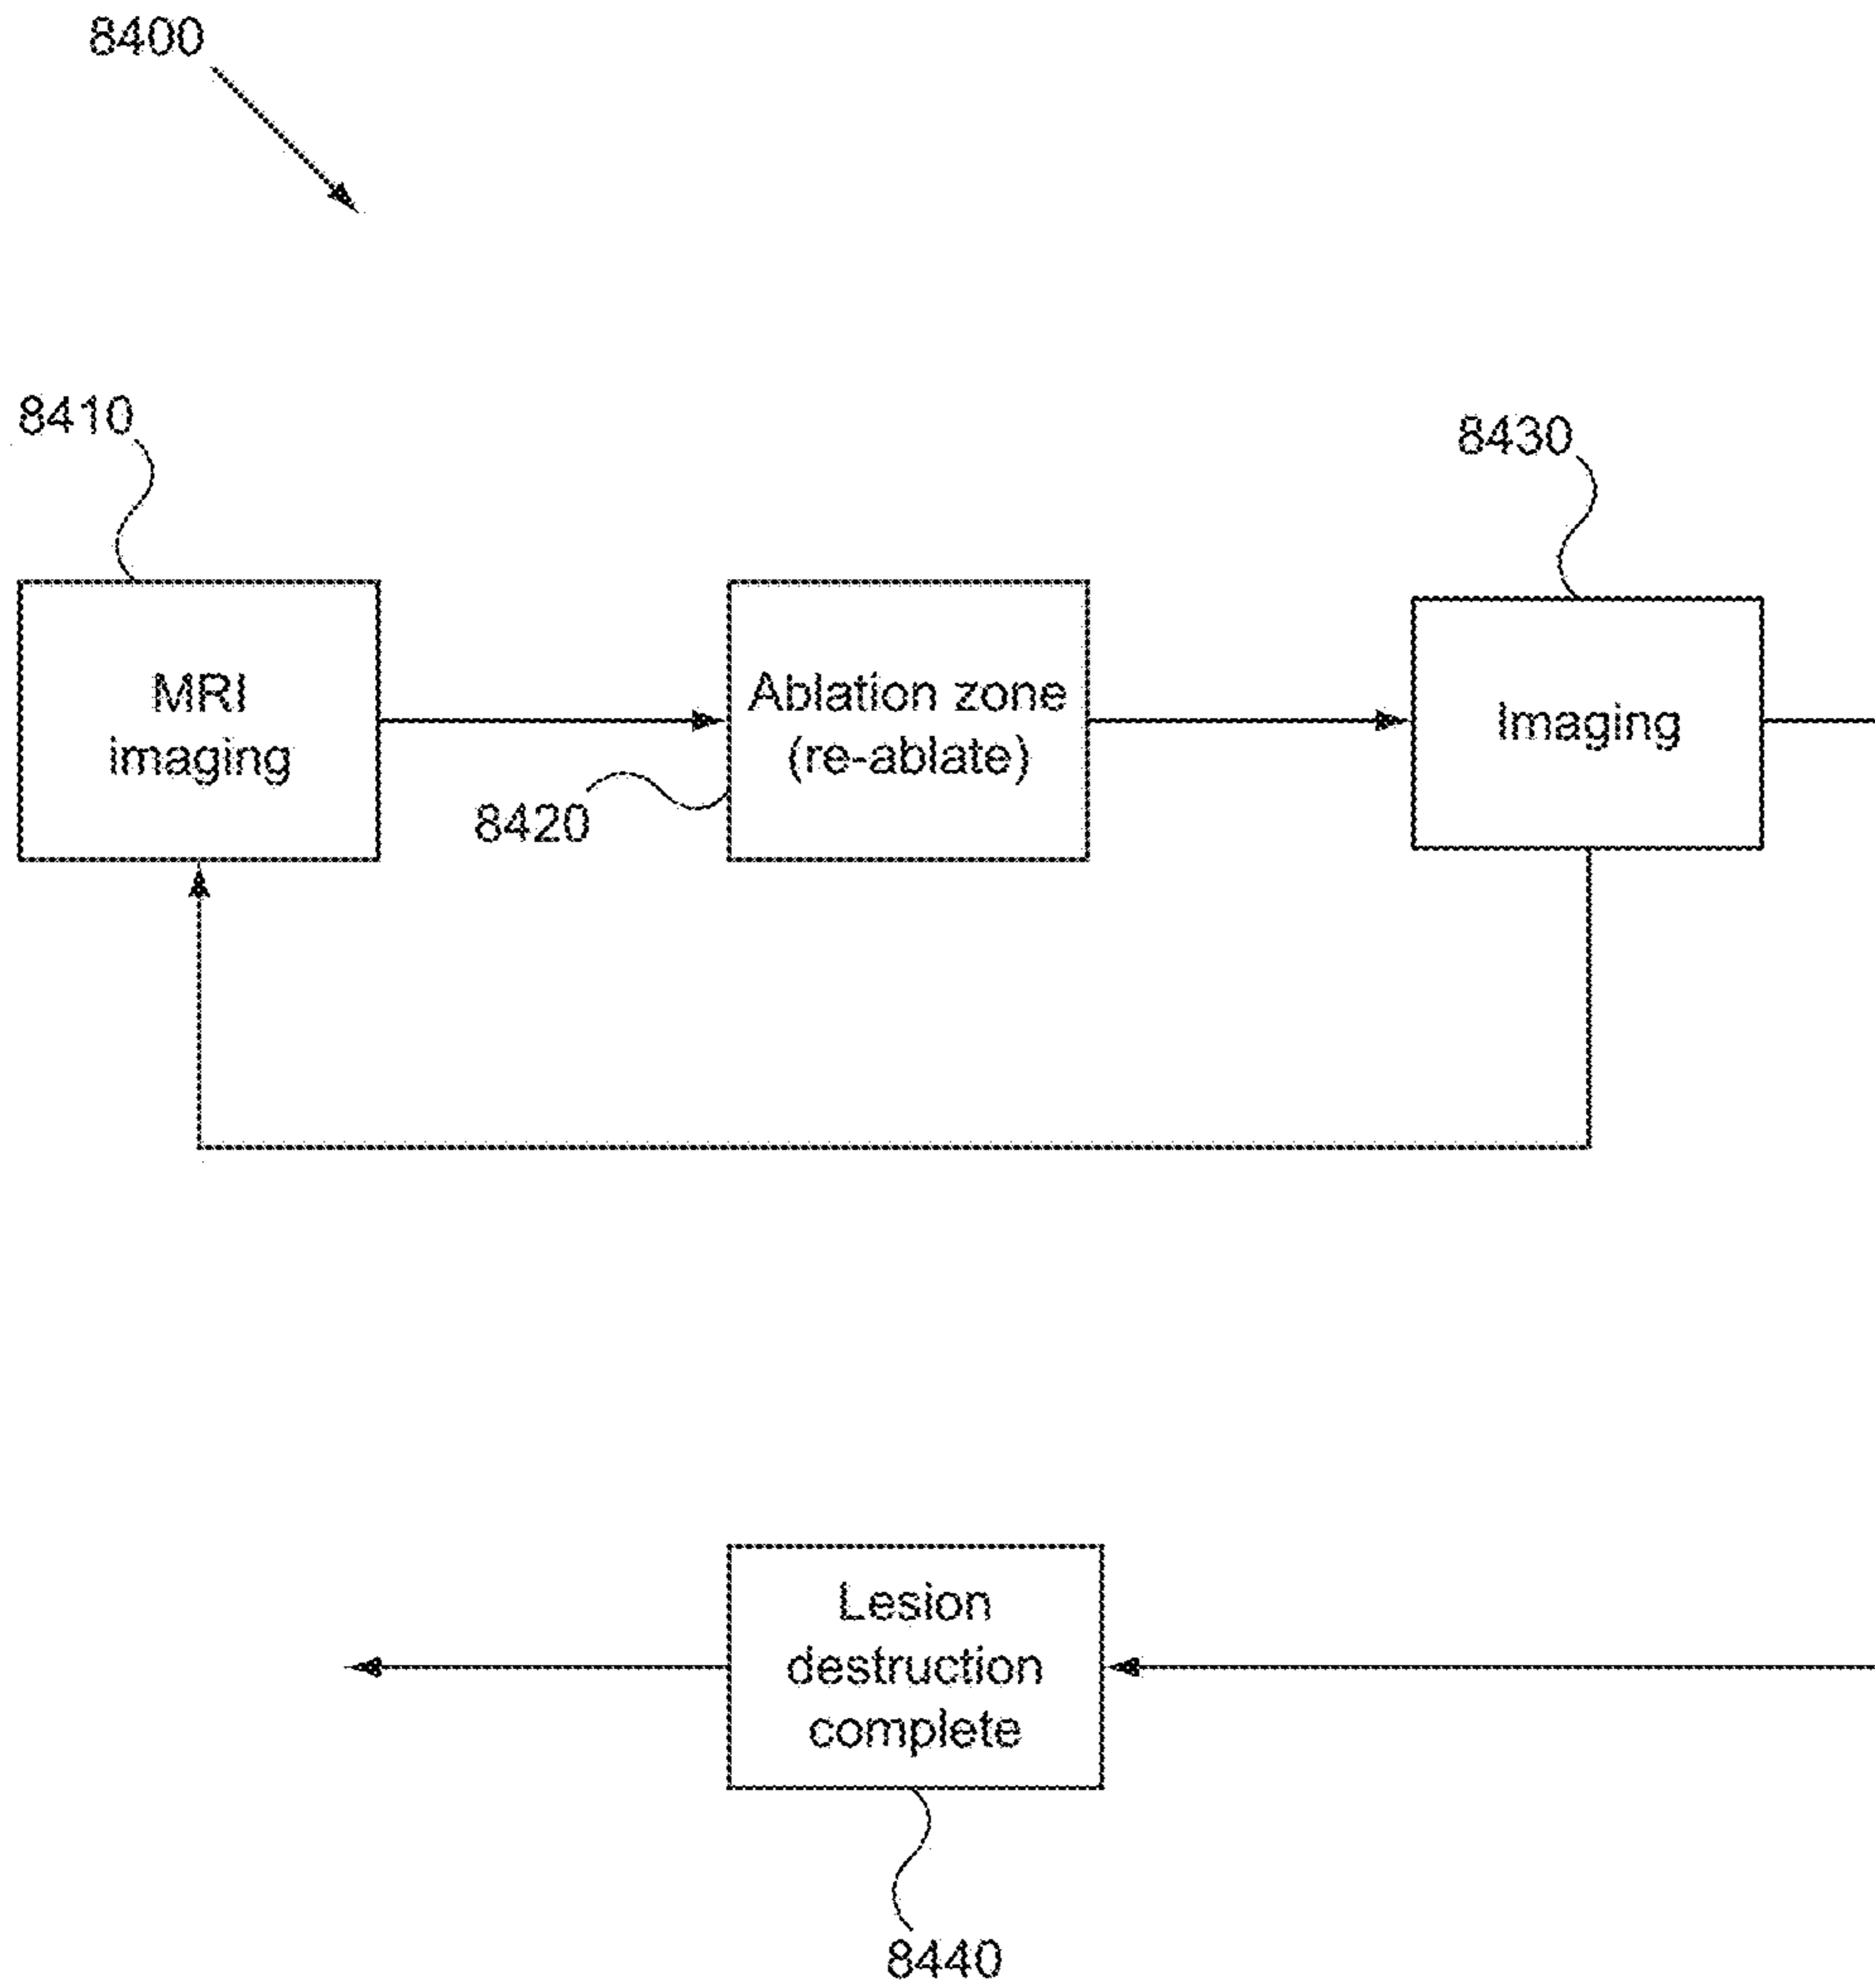 8400
8410
8430
MRI
imaging
Ablation zone
(re-ablate)
Imaging
8420
Lesion
destruction
complete
8440